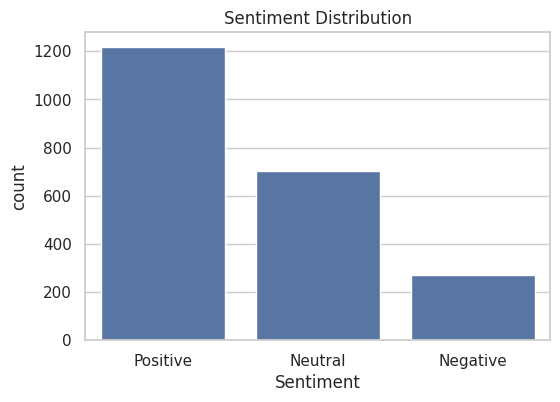 Sentiment Distribution
1200
1000
800
600
400
200
0
count
Positive Neutral Negative
Sentiment